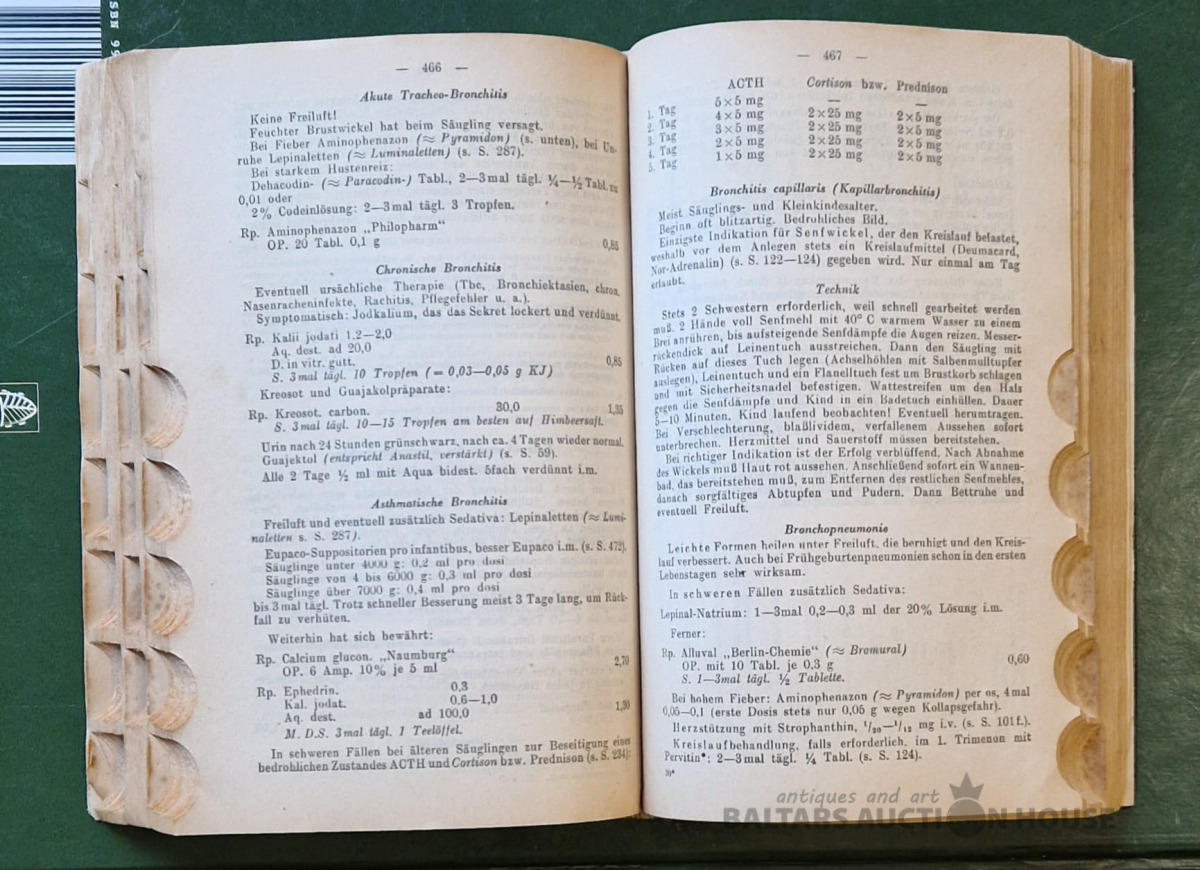 SBN 99
— 466 —
Akute Tracheo-Bronchitis
Keine Freiluft!
Feuchter Brustwickel hat beim Säugling versagt.
Bei Fieber Aminophenazon (≈ Pyramidon) (s. unten), bei Un-
ruhe Lepinaletten (≈ Luminaletten) (s. S. 287).
Bei starkem Hustenreiz:
Dehacodin- (≈ Paracodin-) Tabl., 2—3mal tägl. ¼—½ Tabl. zu
0,01 oder
2% Codeinlösung: 2—3mal tägl. 3 Tropfen.
Rp. Aminophenazon „Philopharm“
OP. 20 Tabl. 0,1 g 0,85
Chronische Bronchitis
Eventuell ursächliche Therapie (Tbc, Bronchiektasien, chron.
Nasenracheninfekte, Rachitis, Pflegefehler u. a.).
Symptomatisch: Jodkalium, das das Sekret lockert und verdünnt.
Rp. Kalii jodati 1,2—2,0
Aq. dest. ad 20,0
D. in vitr. gutt. 0,85
S. 3mal tägl. 10 Tropfen (= 0,03—0,05 g KJ)
Kreosot und Guajakolpräparate:
Rp. Kreosot. carbon. 30,0 1,35
S. 3mal tägl. 10—15 Tropfen am besten auf Himbeersaft.
Urin nach 24 Stunden grünschwarz, nach ca. 4 Tagen wieder normal.
Guajektol (entspricht Anastil, verstärkt) (s. S. 59).
Alle 2 Tage ½ ml mit Aqua bidest. 5fach verdünnt i.m.
Asthmatische Bronchitis
Freiluft und eventuell zusätzlich Sedativa: Lepinaletten (≈ Lumi-
naletten s. S. 287).
Eupaco-Suppositorien pro infantibus, besser Eupaco i.m. (s. S. 472).
Säuglinge unter 4000 g: 0,2 ml pro dosi
Säuglinge von 4 bis 6000 g: 0,3 ml pro dosi
Säuglinge über 7000 g: 0,4 ml pro dosi
bis 3mal tägl. Trotz schneller Besserung meist 3 Tage lang, um Rück-
fall zu verhüten.
Weiterhin hat sich bewährt:
Rp. Calcium glucon. „Naumburg“ 2,70
OP. 6 Amp. 10% je 5 ml
Rp. Ephedrin. 0,3
Kal. jodat. 0,6—1,0 1,30
Aq. dest. ad 100,0
M. D. S. 3mal tägl. 1 Teelöffel.
In schweren Fällen bei älteren Säuglingen zur Beseitigung eines
bedrohlichen Zustandes ACTH und Cortison bzw. Prednison (s. S. 234):
— 467 —
ACTH Cortison bzw. Prednison
1. Tag 5×5 mg — —
2. Tag 4×5 mg 2×25 mg 2×5 mg
3. Tag 3×5 mg 2×25 mg 2×5 mg
4. Tag 2×5 mg 2×25 mg 2×5 mg
5. Tag 1×5 mg 2×25 mg 2×5 mg
Bronchitis capillaris (Kapillarbronchitis)
Meist Säuglings- und Kleinkindesalter.
Beginn oft blitzartig. Bedrohliches Bild.
Einzigste Indikation für Senfwickel, der den Kreislauf belastet,
weshalb vor dem Anlegen stets ein Kreislaufmittel (Deumacard,
Nor-Adrenalin) (s. S. 122—124) gegeben wird. Nur einmal am Tag
erlaubt.
Technik
Stets 2 Schwestern erforderlich, weil schnell gearbeitet werden
muß. 2 Hände voll Senfmehl mit 40° C warmem Wasser zu einem
Brei anrühren, bis aufsteigende Senfdämpfe die Augen reizen. Messer-
rückendick auf Leinentuch ausstreichen. Dann den Säugling mit
Rücken auf dieses Tuch legen (Achselhöhlen mit Salbenmulltupfer
auslegen), Leinentuch und ein Flanelltuch fest um Brustkorb schlagen
und mit Sicherheitsnadel befestigen. Wattestreifen um den Hals
gegen die Senfdämpfe und Kind in ein Badetuch einhüllen. Dauer
5—10 Minuten. Kind laufend beobachten! Eventuell herumtragen.
Bei Verschlechterung, blaßlividem, verfallenem Aussehen sofort
unterbrechen. Herzmittel und Sauerstoff müssen bereitstehen.
Bei richtiger Indikation ist der Erfolg verblüffend. Nach Abnahme
des Wickels muß Haut rot aussehen. Anschließend sofort ein Wannen-
bad, das bereitstehen muß, zum Entfernen des restlichen Senfmehles,
danach sorgfältiges Abtupfen und Pudern. Dann Bettruhe und
eventuell Freiluft.
Bronchopneumonie
Leichte Formen heilen unter Freiluft, die beruhigt und den Kreis-
lauf verbessert. Auch bei Frühgeburtenpneumonien schon in den ersten
Lebenstagen sehr wirksam.
In schweren Fällen zusätzlich Sedativa:
Lepinal-Natrium: 1—3mal 0,2—0,3 ml der 20% Lösung i.m.
Ferner:
Rp. Alluval „Berlin-Chemie“ (≈ Bromural)
OP. mit 10 Tabl. je 0,3 g 0,60
S. 1—3mal tägl. ½ Tablette.
Bei hohem Fieber: Aminophenazon (≈ Pyramidon) per os, 4mal
0,05—0,1 (erste Dosis stets nur 0,05 g wegen Kollapsgefahr).
Herzstützung mit Strophanthin, ¹/₂₀—¹/₁₂ mg i.v. (s. S. 101f.).
Kreislaufbehandlung, falls erforderlich, im 1. Trimenon mit
Pervitin*: 2—3mal tägl. ¼ Tabl. (s. S. 124).
30*
antiques and art
BALTARS AUCTION HOUSE